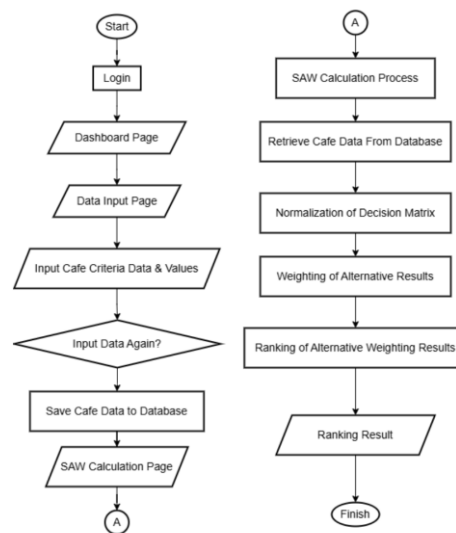 Start
Login
Dashboard Page
Data Input Page
Input Cafe Criteria Data & Values
Input Data Again?
Save Cafe Data to Database
SAW Calculation Page
A
A
SAW Calculation Process
Retrieve Cafe Data From Database
Normalization of Decision Matrix
Weighting of Alternative Results
Ranking of Alternative Weighting Results
Ranking Result
Finish